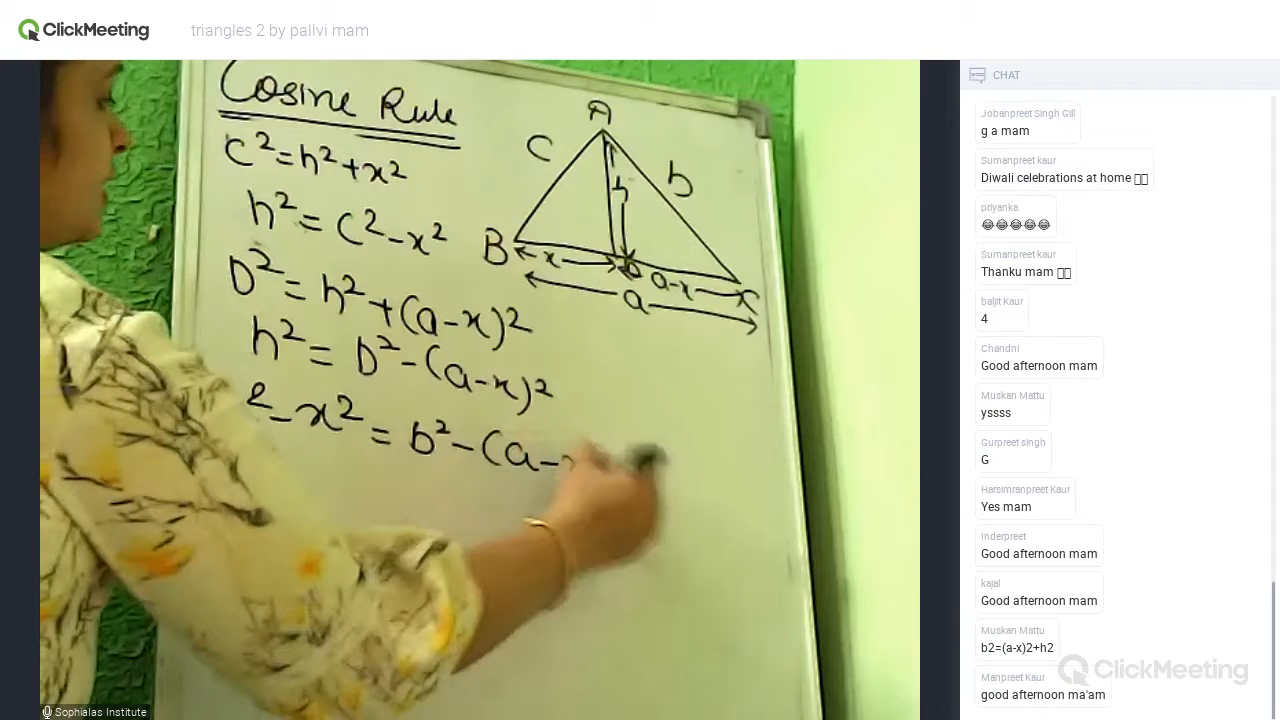 ClickMeeting
triangles 2 by pallvi mam
Cosine Rule
c² = h² + x²
h² = c² - x²
b² = h² + (a-x)²
h² = b² - (a-x)²
² - x² = b² - (a-
A
c
b
h
B
x
D
a-x
C
a
Sophialas Institute
CHAT
Jobanpreet Singh Gill
g a mam
Sumanpreet kaur
Diwali celebrations at home
priyanka
😂😂😂😂😂
Sumanpreet kaur
Thanku mam
baljit Kaur
4
Chandni
Good afternoon mam
Muskan Mattu
yssss
Gurpreet singh
G
Harsimranpreet Kaur
Yes mam
Inderpreet
Good afternoon mam
kajal
Good afternoon mam
Muskan Mattu
b2=(a-x)2+h2
Manpreet Kaur
good afternoon ma'am
ClickMeeting